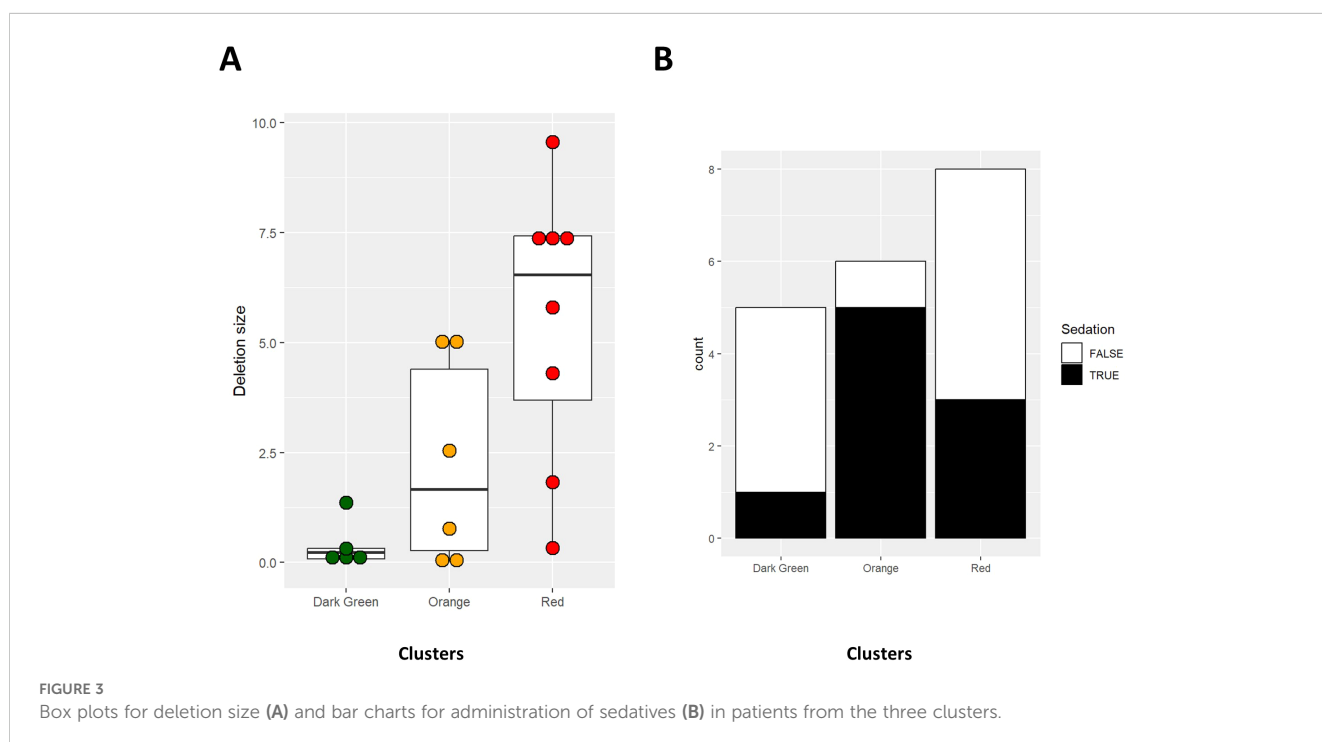 A
B
10.0
7.5
5.0
2.5
0.0
Deletion size
Dark Green
Orange
Red
Clusters
8
6
4
2
0
count
Dark Green
Orange
Red
Clusters
Sedation
FALSE
TRUE
FIGURE 3
Box plots for deletion size (A) and bar charts for administration of sedatives (B) in patients from the three clusters.